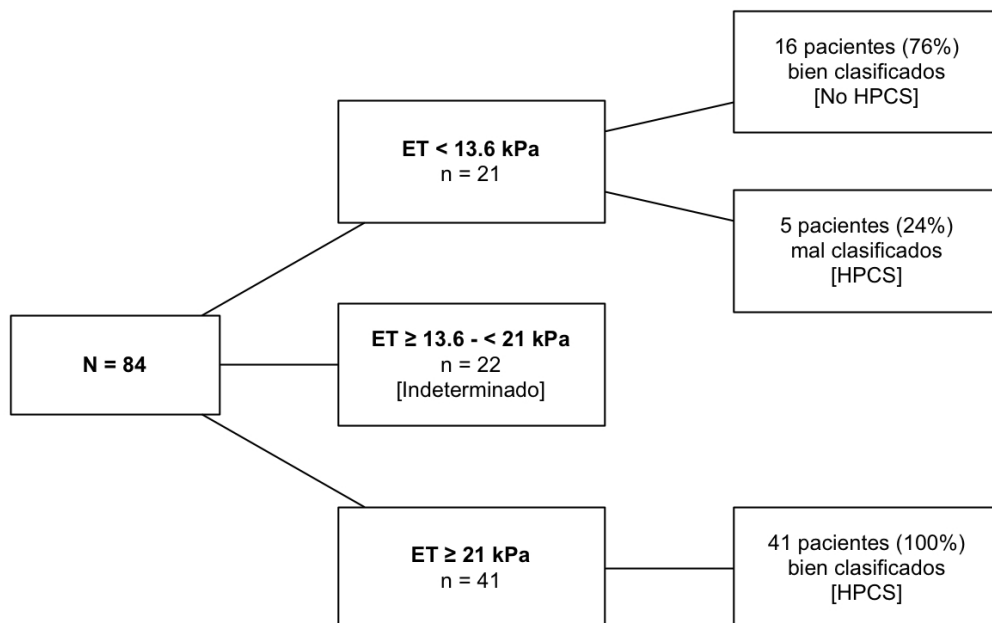 N = 84
ET < 13.6 kPa
n = 21
16 pacientes (76%)
bien clasificados
[No HPCS]
5 pacientes (24%)
mal clasificados
[HPCS]
ET ≥ 13.6 - < 21 kPa
n = 22
[Indeterminado]
ET ≥ 21 kPa
n = 41
41 pacientes (100%)
bien clasificados
[HPCS]